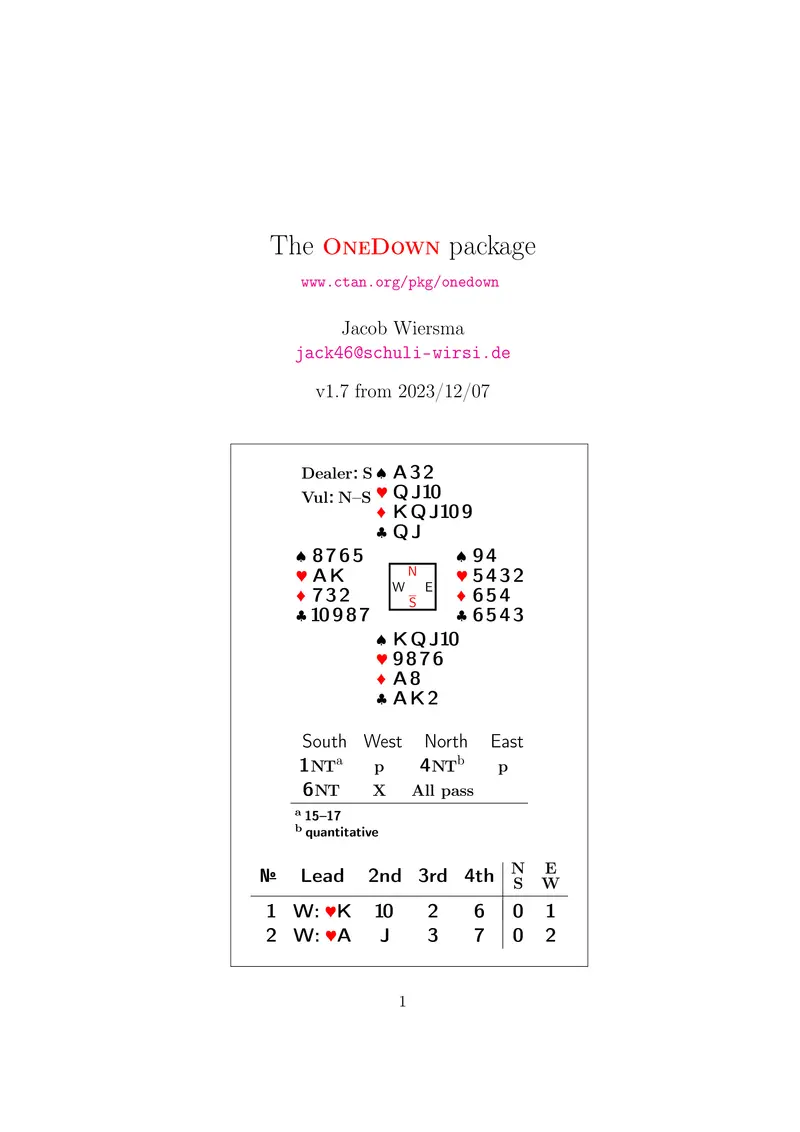 The OneDown package
www.ctan.org/pkg/onedown
Jacob Wiersma
jack46@schuli-wirsi.de
v1.7 from 2023/12/07
Dealer: S ♠ A 3 2
Vul: N–S ♥ Q J 10
♦ K Q J 10 9
♣ Q J
♠ 8 7 6 5 ♠ 9 4
♥ A K N ♥ 5 4 3 2
W E
♦ 7 3 2 S ♦ 6 5 4
♣ 10 9 8 7 ♣ 6 5 4 3
♠ K Q J 10
♥ 9 8 7 6
♦ A 8
♣ A K 2
South West North East
1NTᵃ p 4NTᵇ p
6NT X All pass
ᵃ 15–17
ᵇ quantitative
№ Lead 2nd 3rd 4th N S E W
1 W: ♥K 10 2 6 0 1
2 W: ♥A J 3 7 0 2
1